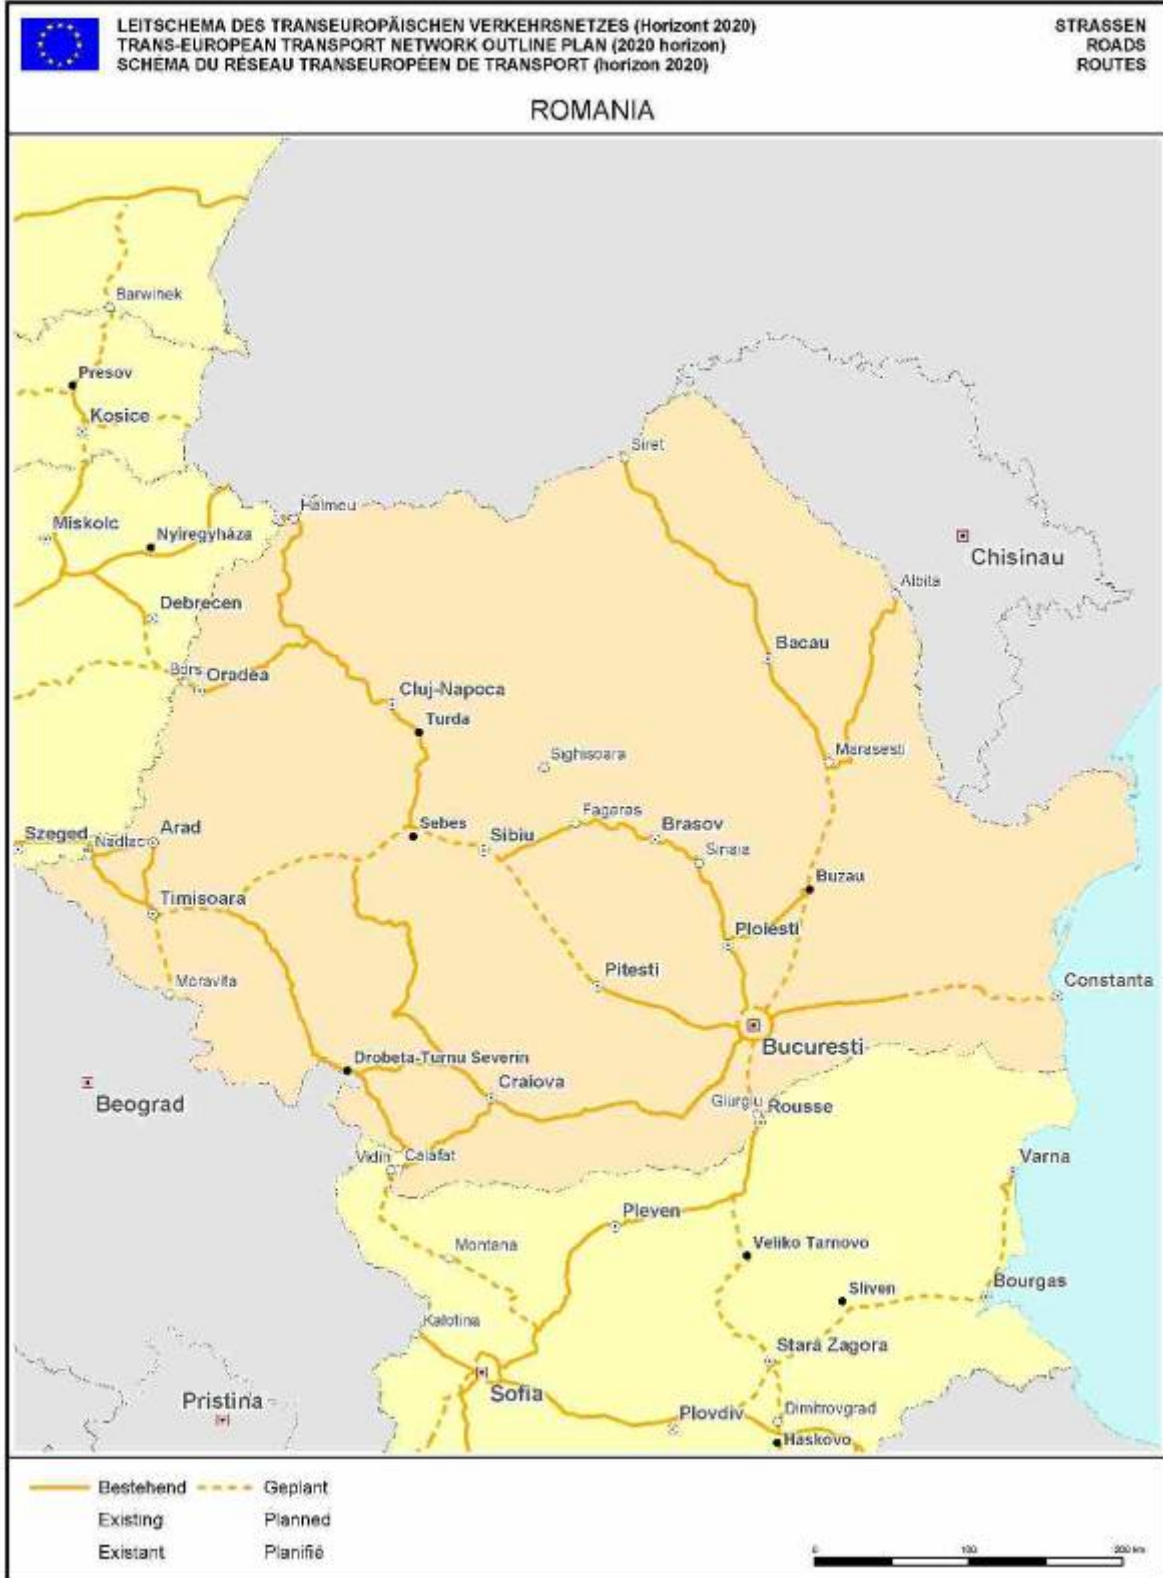 LEITSCHEMA DES TRANSEUROPÄISCHEN VERKEHRSNETZES (Horizont 2020)
TRANS-EUROPEAN TRANSPORT NETWORK OUTLINE PLAN (2020 horizon)
SCHÉMA DU RÉSEAU TRANSEUROPÉEN DE TRANSPORT (horizon 2020)
STRASSEN
ROADS
ROUTES
ROMANIA
Barwinek
Presov
Kosice
Siret
Halmeu
Miskolc
Nyiregyháza
Chisinau
Albita
Debrecen
Bacau
Bors
Oradea
Cluj-Napoca
Turda
Sighisoara
Marasesti
Fagaras
Szeged
Nadlac
Arad
Sebes
Sibiu
Brasov
Sinaia
Buzau
Timisoara
Ploiesti
Pitesti
Moravita
Constanta
Bucuresti
Drobeta-Turnu Severin
Craiova
Beograd
Giurgiu
Rousse
Vidin
Calafat
Varna
Pleven
Montana
Veliko Tarnovo
Bourgas
Sliven
Kalotina
Stara Zagora
Sofia
Pristina
Plovdiv
Dimitrovgrad
Haskovo
Bestehend
Geplant
Existing
Planned
Existant
Planifié
0
100
200 km